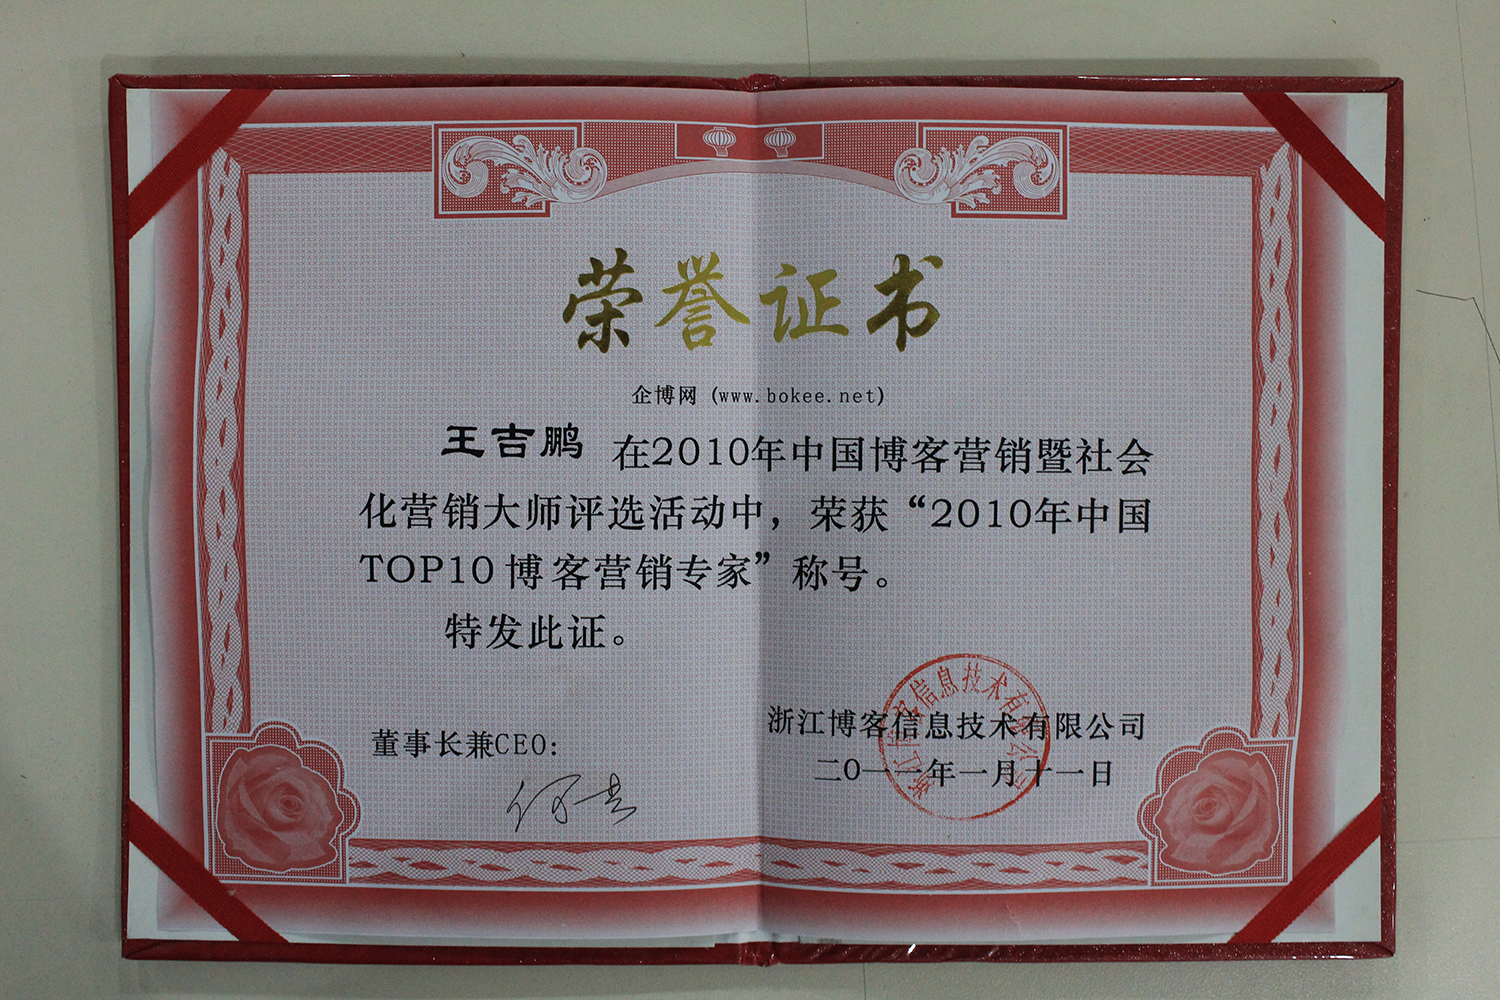 荣誉证书
企博网 (www.bokee.net)
王吉鹏 在2010年中国博客营销暨社会
化营销大师评选活动中，荣获“2010年中国
TOP10博客营销专家”称号。
特发此证。
浙江博客信息技术有限公司
董事长兼CEO:
二0一一年一月十一日